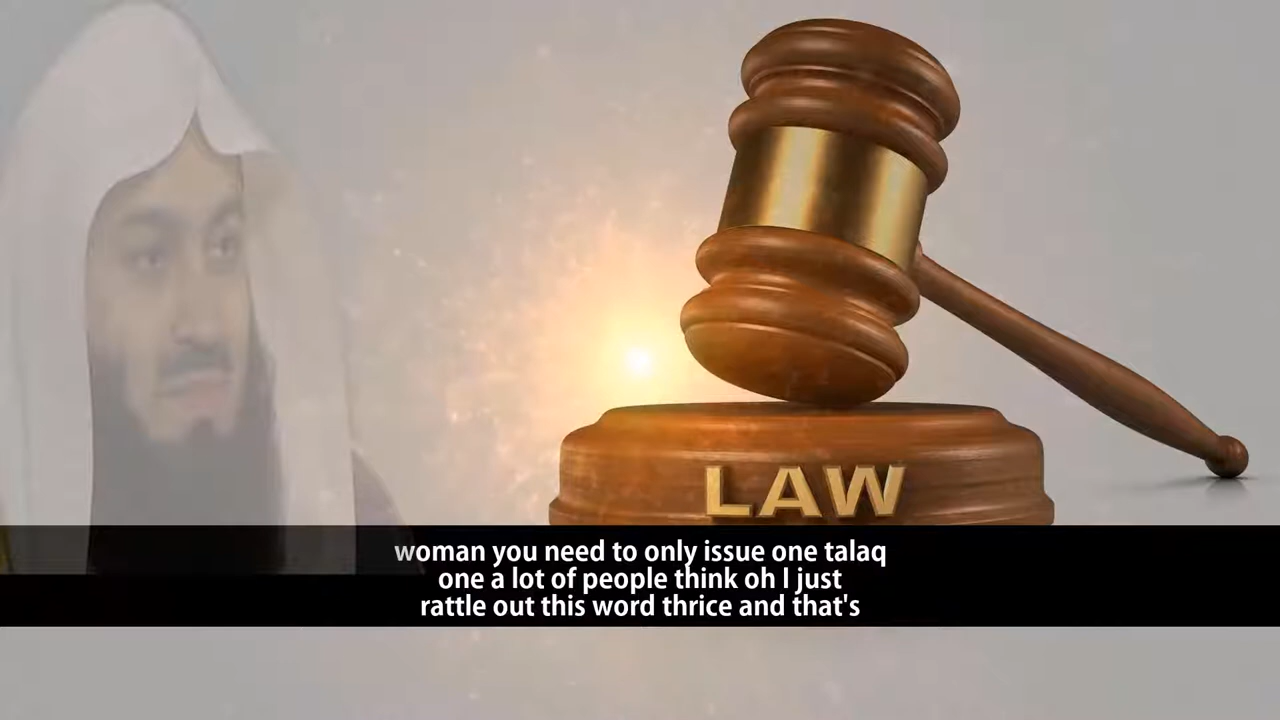 LAW
woman you need to only issue one talaq
one a lot of people think oh I just
rattle out this word thrice and that's